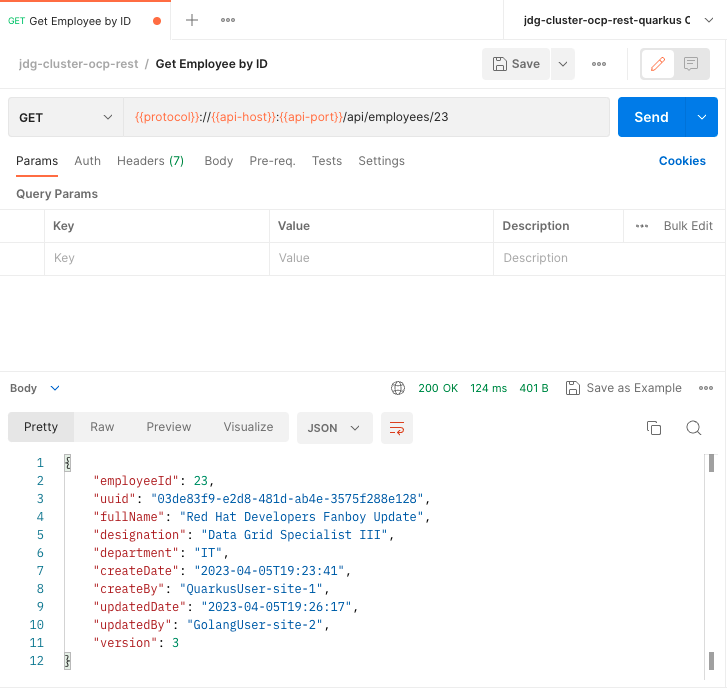 GET Get Employee by ID
jdg-cluster-ocp-rest-quarkus C
jdg-cluster-ocp-rest / Get Employee by ID
Save
GET {{protocol}}://{{api-host}}:{{api-port}}/api/employees/23 Send
Params Auth Headers (7) Body Pre-req. Tests Settings Cookies
Query Params
Key Value Description Bulk Edit
Key Value Description
Body 200 OK 124 ms 401 B Save as Example
Pretty Raw Preview Visualize JSON
1 {
2 "employeeId": 23,
3 "uuid": "03de83f9-e2d8-481d-ab4e-3575f288e128",
4 "fullName": "Red Hat Developers Fanboy Update",
5 "designation": "Data Grid Specialist III",
6 "department": "IT",
7 "createDate": "2023-04-05T19:23:41",
8 "createBy": "QuarkusUser-site-1",
9 "updatedDate": "2023-04-05T19:26:17",
10 "updatedBy": "GolangUser-site-2",
11 "version": 3
12 }